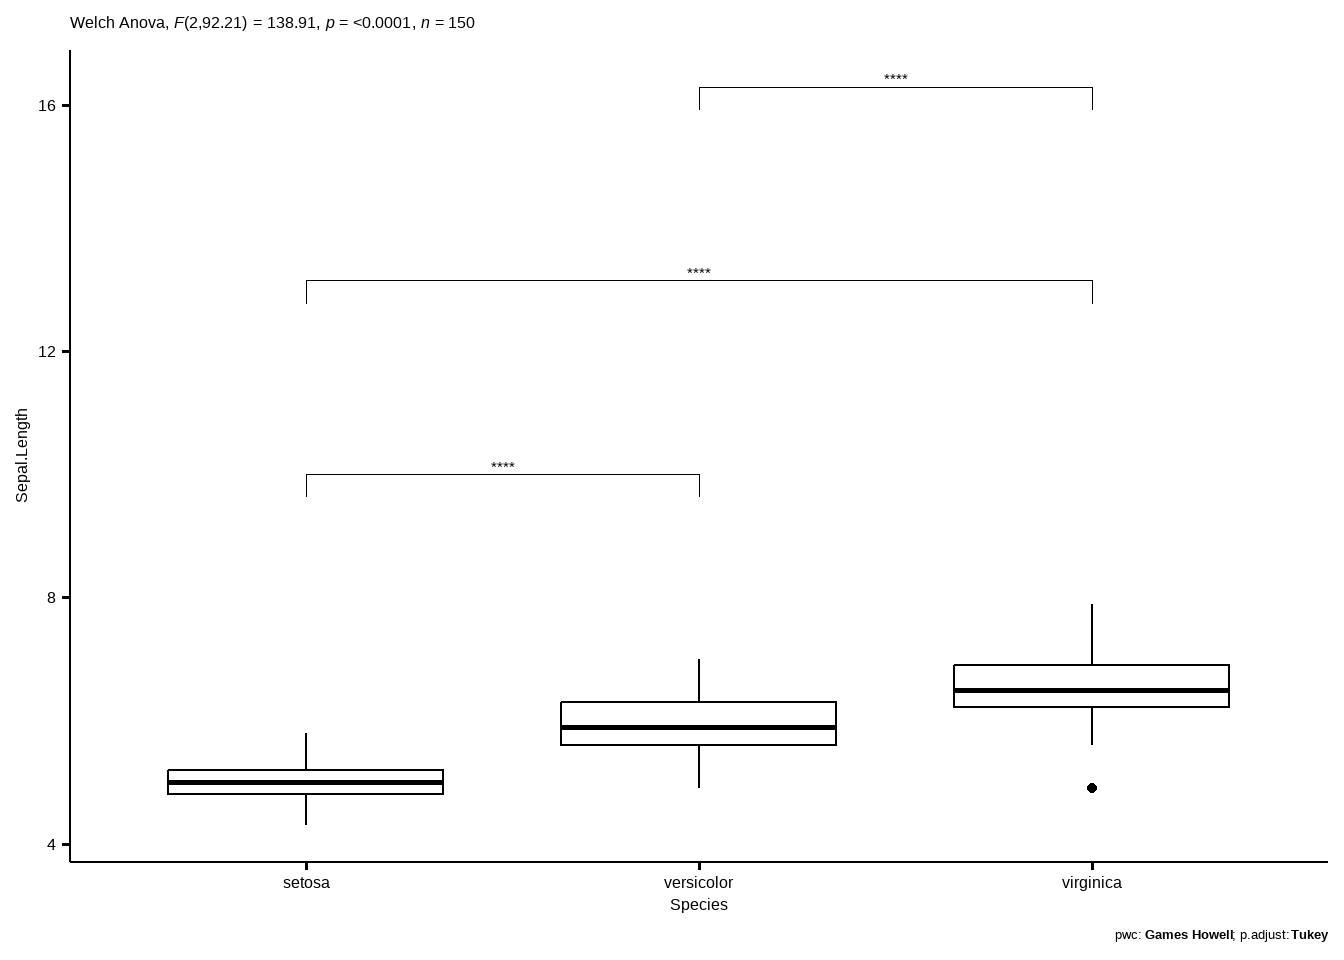 Welch Anova, F(2,92.21) = 138.91, p = <0.0001, n = 150
****
16
****
12
Sepal.Length
****
8
4
setosa versicolor virginica
Species
pwc: Games Howell; p.adjust: Tukey